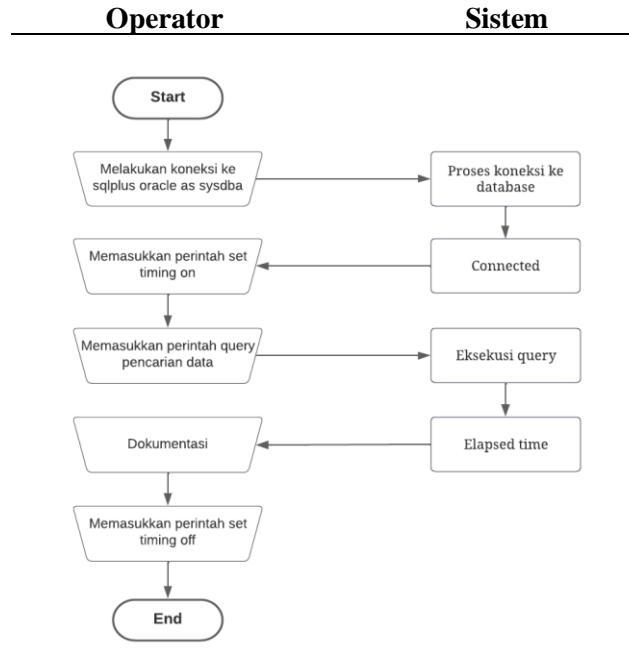 Operator Sistem
Start
Melakukan koneksi ke
sqlplus oracle as sysdba
Proses koneksi ke
database
Connected
Memasukkan perintah set
timing on
Memasukkan perintah query
pencarian data
Eksekusi query
Elapsed time
Dokumentasi
Memasukkan perintah set
timing off
End